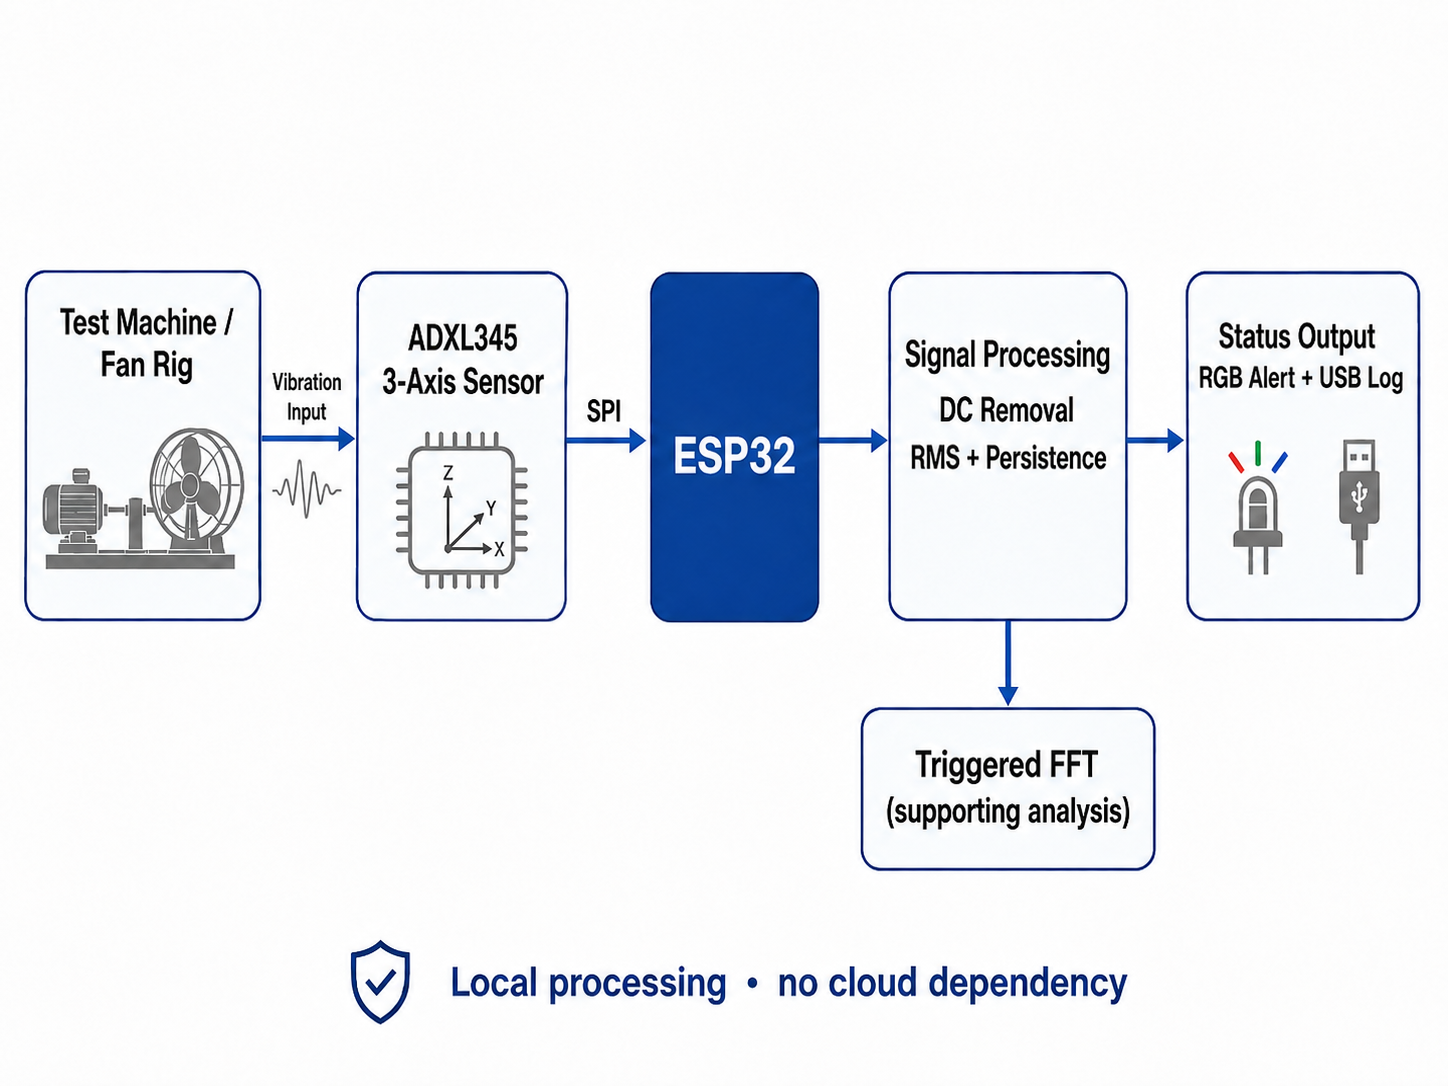 Test Machine /
Fan Rig
Vibration
Input
ADXL345
3-Axis Sensor
Z
Y
X
SPI
ESP32
Signal Processing
DC Removal
RMS + Persistence
Status Output
RGB Alert + USB Log
Triggered FFT
(supporting analysis)
Local processing • no cloud dependency